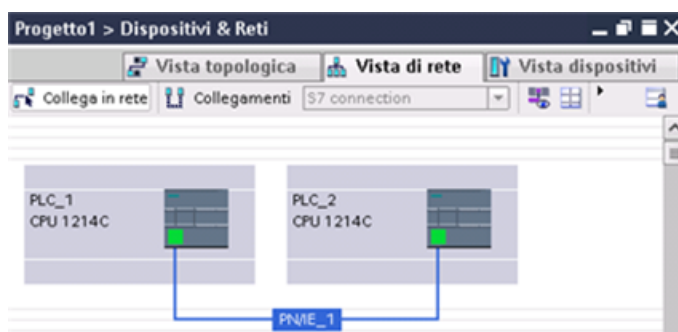 Progetto1 > Dispositivi & Reti
Vista topologica Vista di rete Vista dispositivi
Collega in rete Collegamenti S7 connection
PLC_1 PLC_2
CPU 1214C CPU 1214C
PN/IE_1